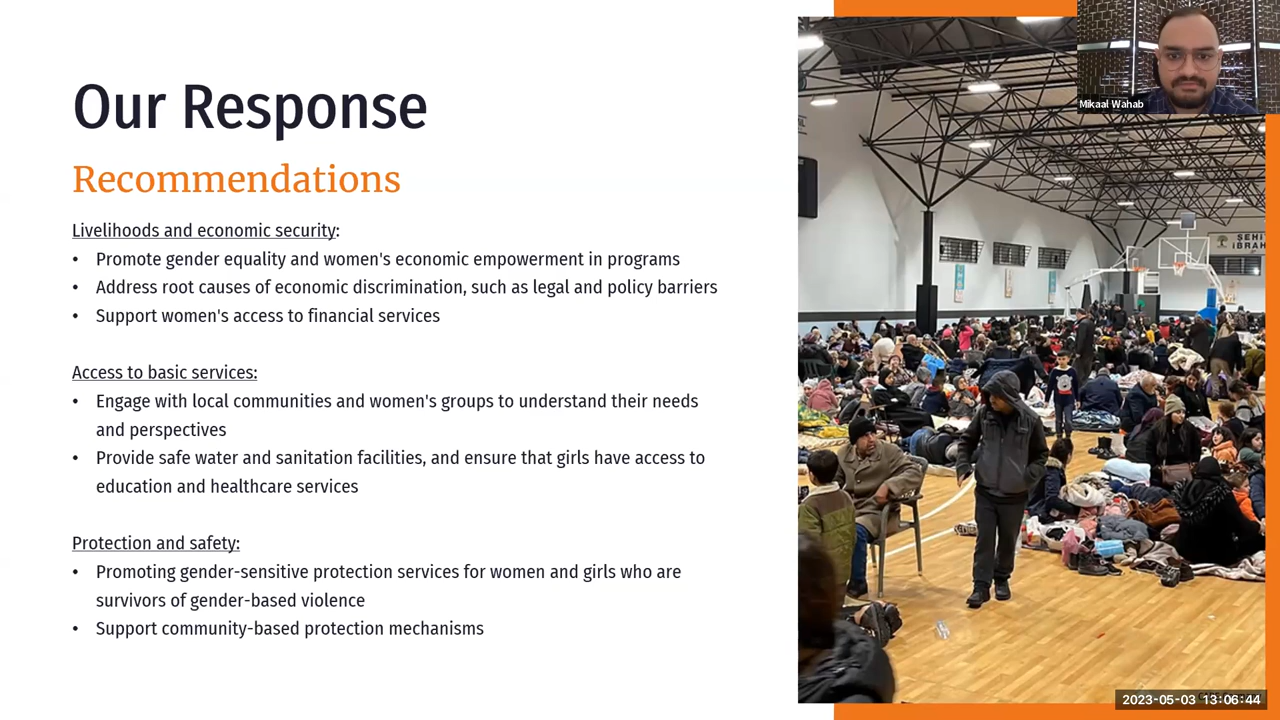 Our Response
Recommendations
Livelihoods and economic security:
• Promote gender equality and women's economic empowerment in programs
• Address root causes of economic discrimination, such as legal and policy barriers
• Support women's access to financial services
Access to basic services:
• Engage with local communities and women's groups to understand their needs
and perspectives
• Provide safe water and sanitation facilities, and ensure that girls have access to
education and healthcare services
Protection and safety:
• Promoting gender-sensitive protection services for women and girls who are
survivors of gender-based violence
• Support community-based protection mechanisms
Mikaal Wahab
ŞEHİT
İBRAH
2023-05-03 13:06:44